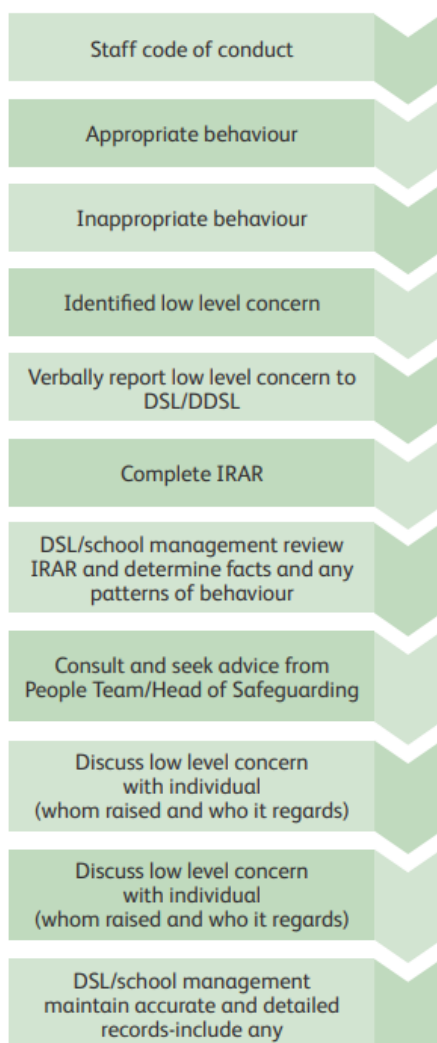 Staff code of conduct
Appropriate behaviour
Inappropriate behaviour
Identified low level concern
Verbally report low level concern to
DSL/DDSL
Complete IRAR
DSL/school management review
IRAR and determine facts and any
patterns of behaviour
Consult and seek advice from
People Team/Head of Safeguarding
Discuss low level concern
with individual
(whom raised and who it regards)
Discuss low level concern
with individual
(whom raised and who it regards)
DSL/school management
maintain accurate and detailed
records-include any